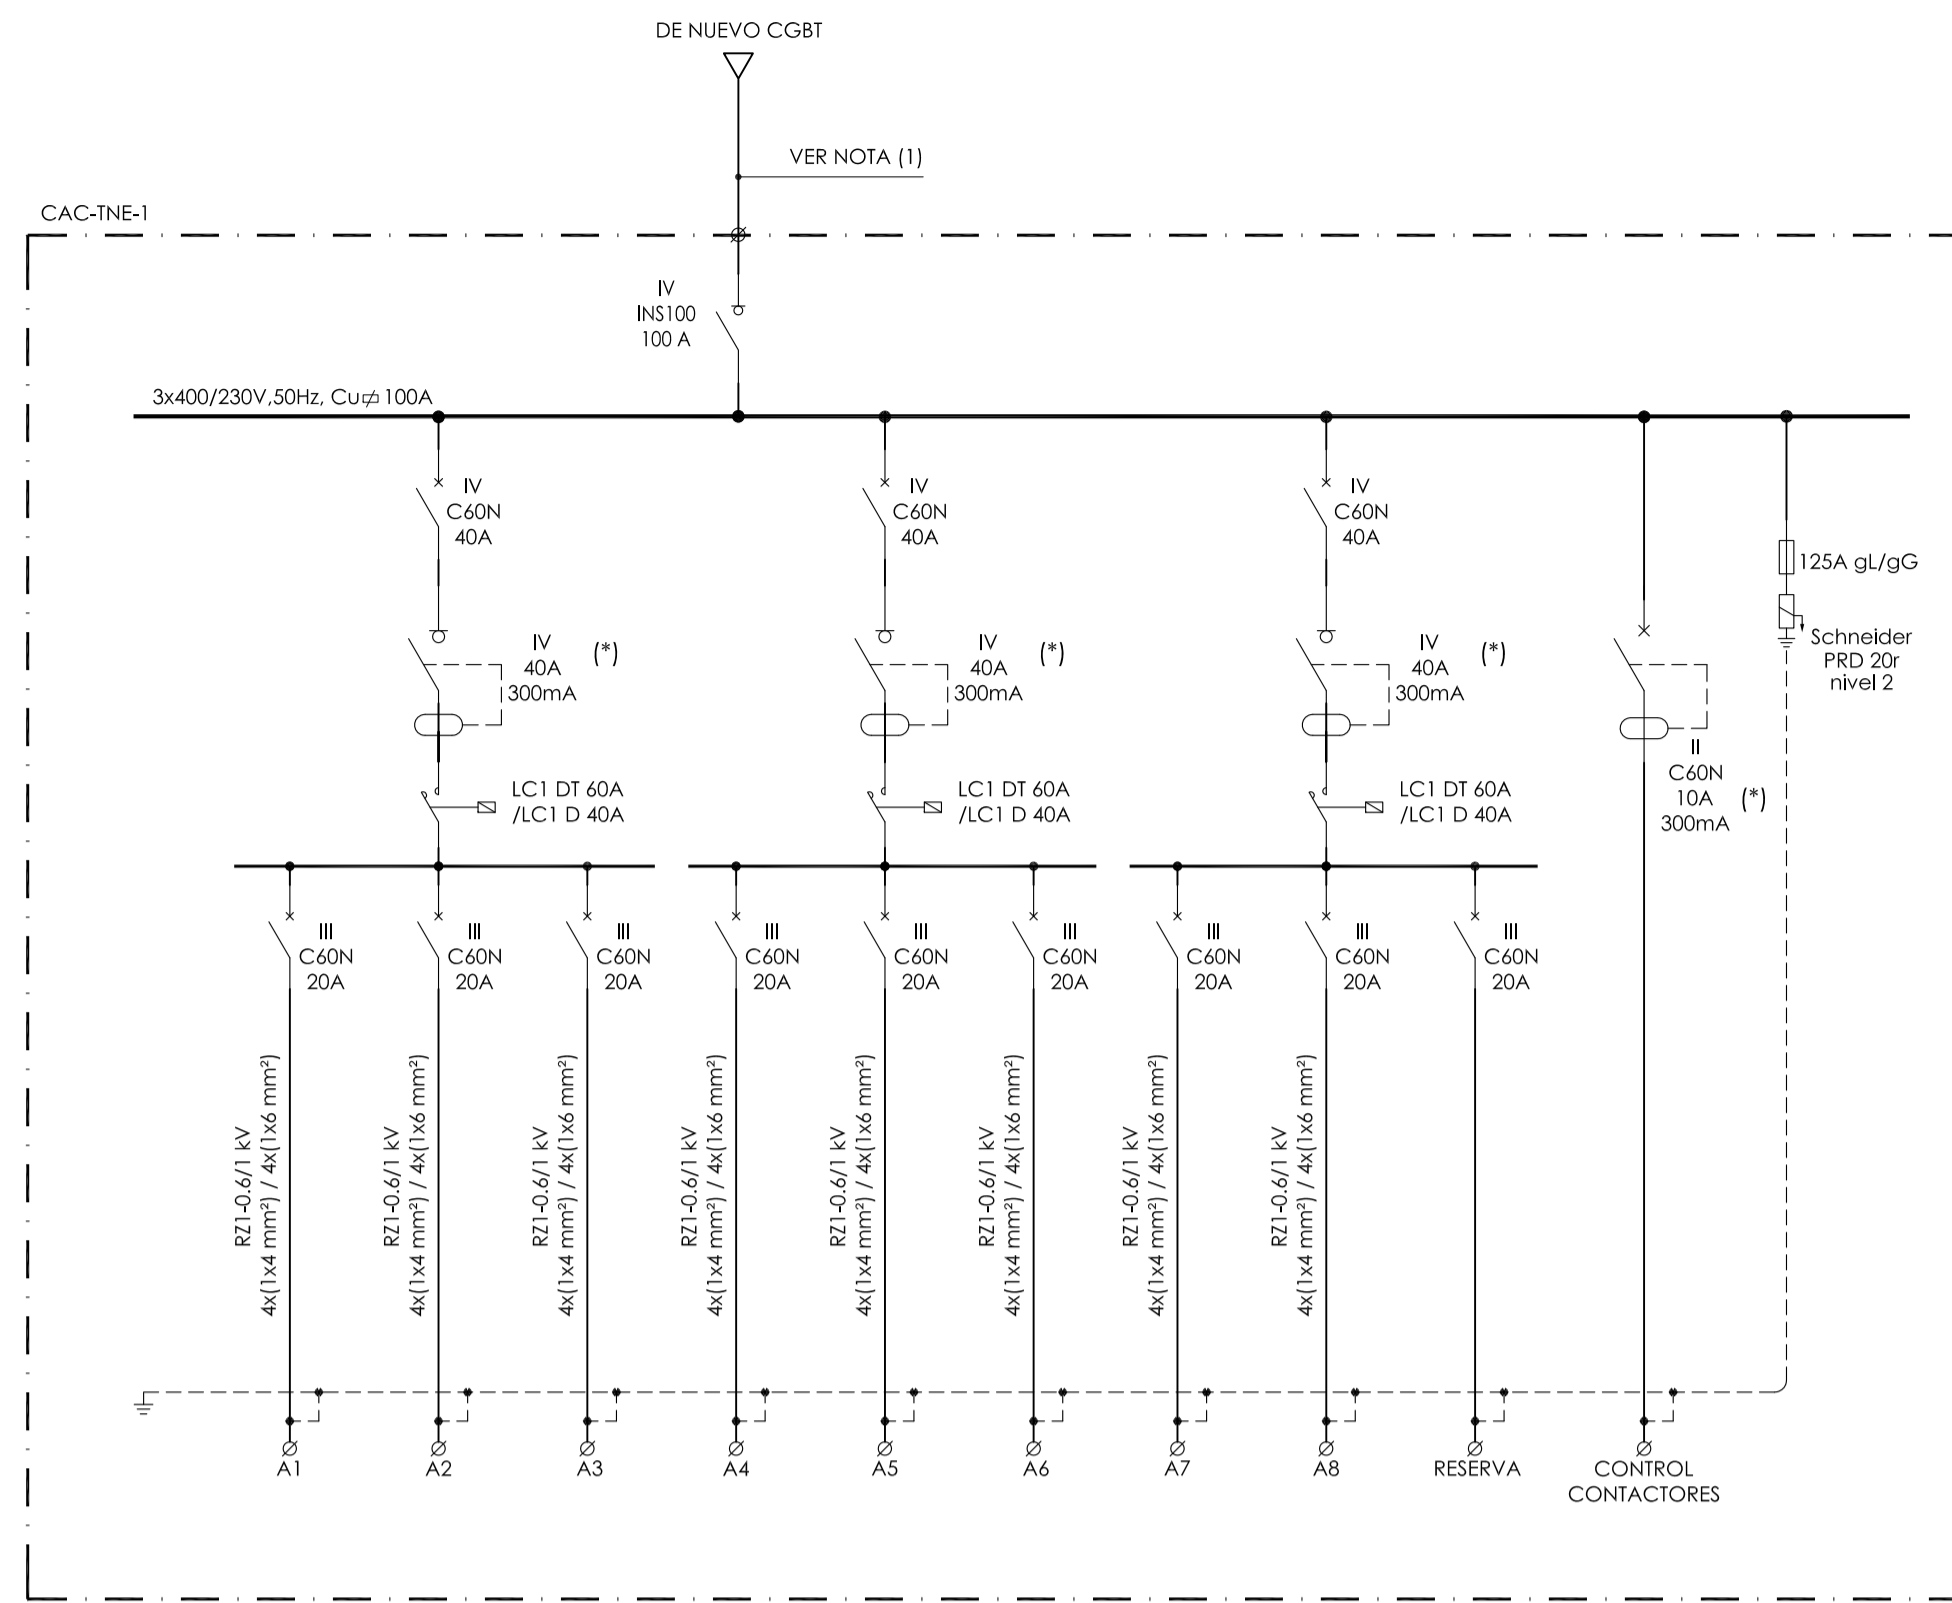 DE NUEVO CGBT
VER NOTA (1)
CAC-TNE-1
IV
INS100
100 A
3x400/230V,50Hz, Cu 100A
IV
C60N
40A
IV
C60N
40A
IV
C60N
40A
125A gL/gG
Schneider
PRD 20r
nivel 2
IV
40A
300mA
(*)
IV
40A
300mA
(*)
IV
40A
300mA
(*)
II
C60N
10A
300mA
(*)
LC1 DT 60A
/LC1 D 40A
LC1 DT 60A
/LC1 D 40A
LC1 DT 60A
/LC1 D 40A
III
C60N
20A
III
C60N
20A
III
C60N
20A
III
C60N
20A
III
C60N
20A
III
C60N
20A
III
C60N
20A
III
C60N
20A
III
C60N
20A
RZ1-0.6/1 kV
4x(1x4 mm²) / 4x(1x6 mm²)
RZ1-0.6/1 kV
4x(1x4 mm²) / 4x(1x6 mm²)
RZ1-0.6/1 kV
4x(1x4 mm²) / 4x(1x6 mm²)
RZ1-0.6/1 kV
4x(1x4 mm²) / 4x(1x6 mm²)
RZ1-0.6/1 kV
4x(1x4 mm²) / 4x(1x6 mm²)
RZ1-0.6/1 kV
4x(1x4 mm²) / 4x(1x6 mm²)
RZ1-0.6/1 kV
4x(1x4 mm²) / 4x(1x6 mm²)
RZ1-0.6/1 kV
4x(1x4 mm²) / 4x(1x6 mm²)
A1
A2
A3
A4
A5
A6
A7
A8
RESERVA
CONTROL
CONTACTORES